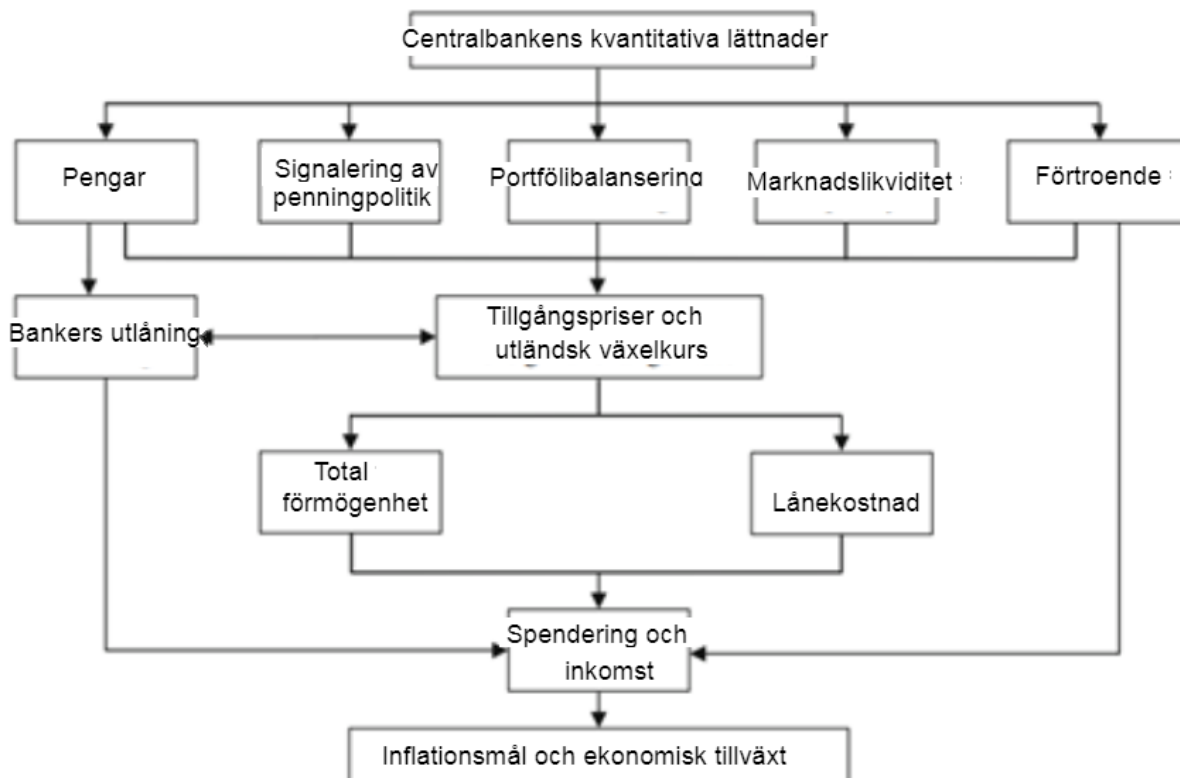 Centralbankens kvantitativa lättnader
Pengar
Signalering av
penningpolitik
Portfölibalansering
Marknadslikviditet
Förtroende
Bankers utlåning
Tillgångspriser och
utländsk växelkurs
Total
förmögenhet
Lånekostnad
Spendering och
inkomst
Inflationsmål och ekonomisk tillväxt